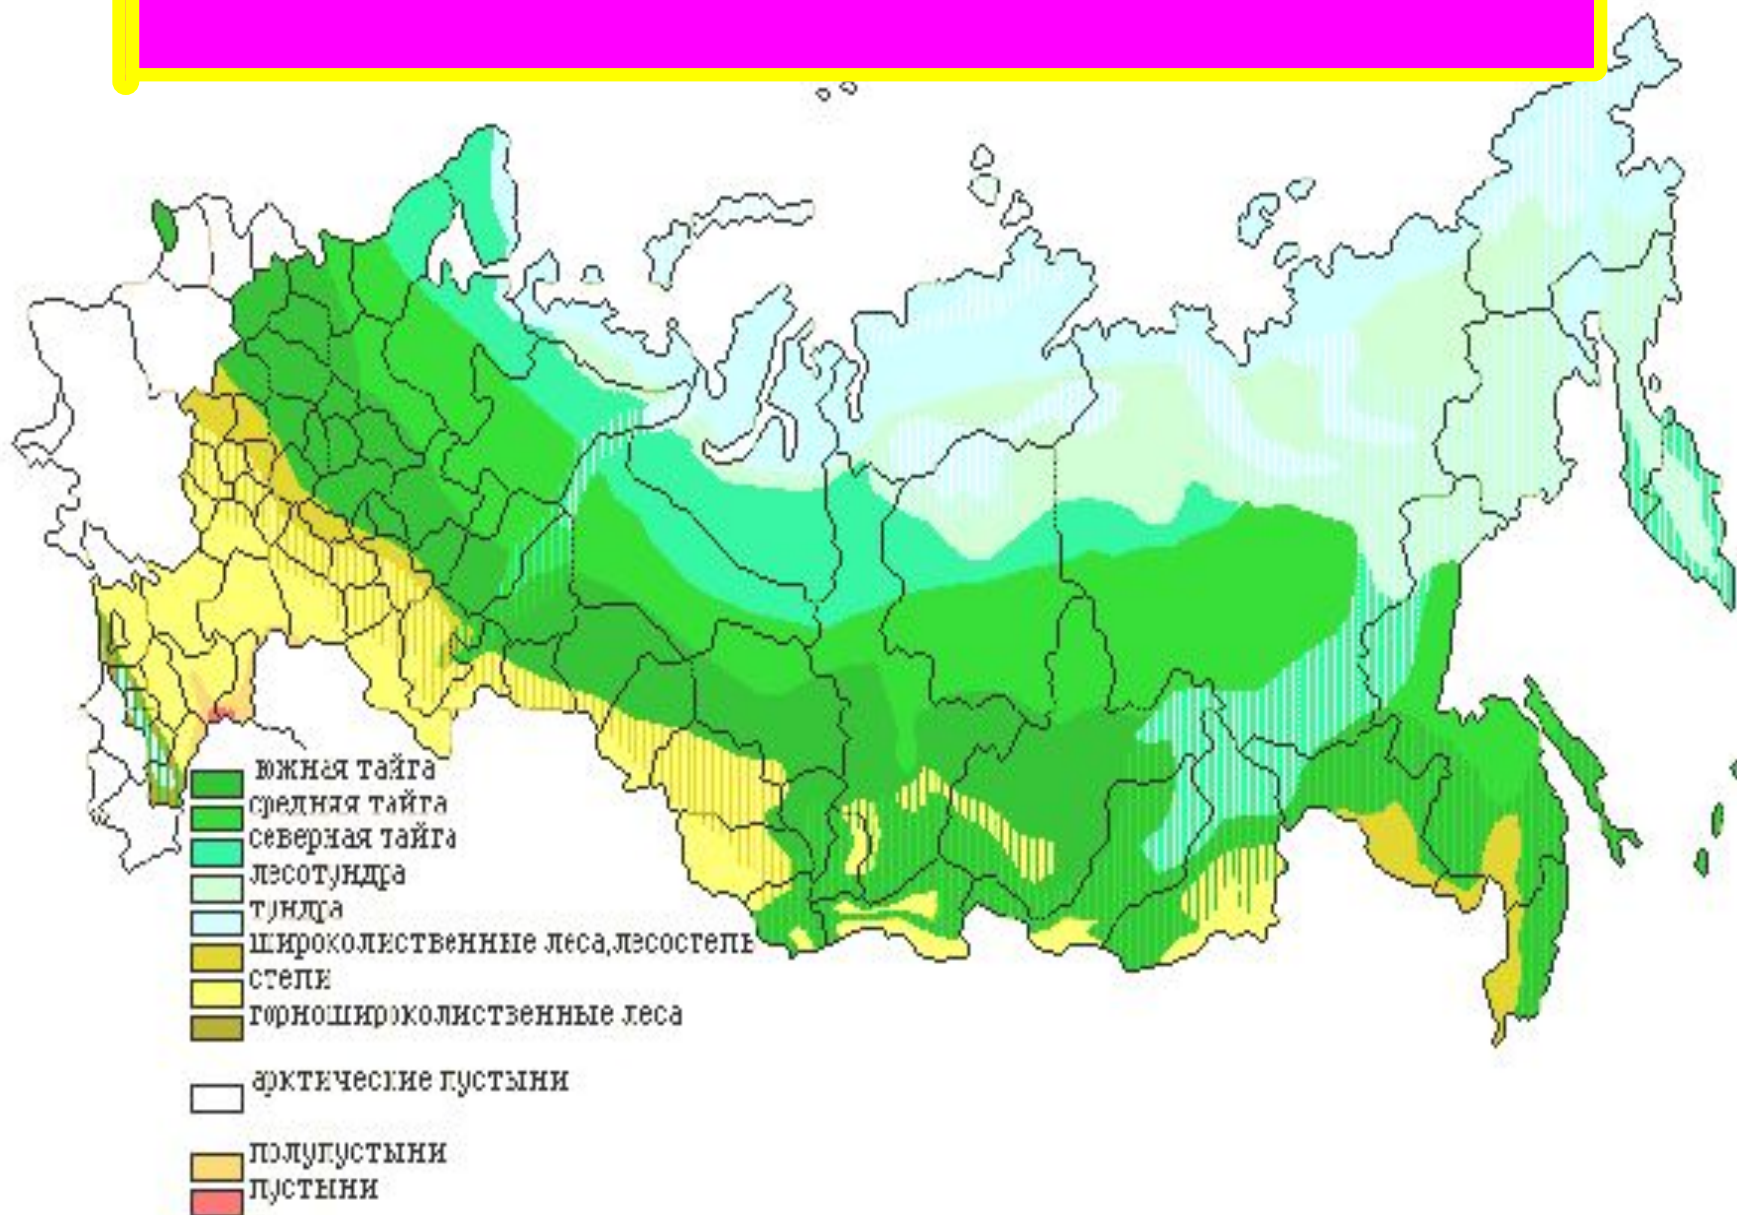 южная тайга
средняя тайга
северная тайга
лесотундра
тундра
широколиственные леса,лесостепь
степи
горношироколиственные леса
арктические пустыни
полупустыни
пустыни